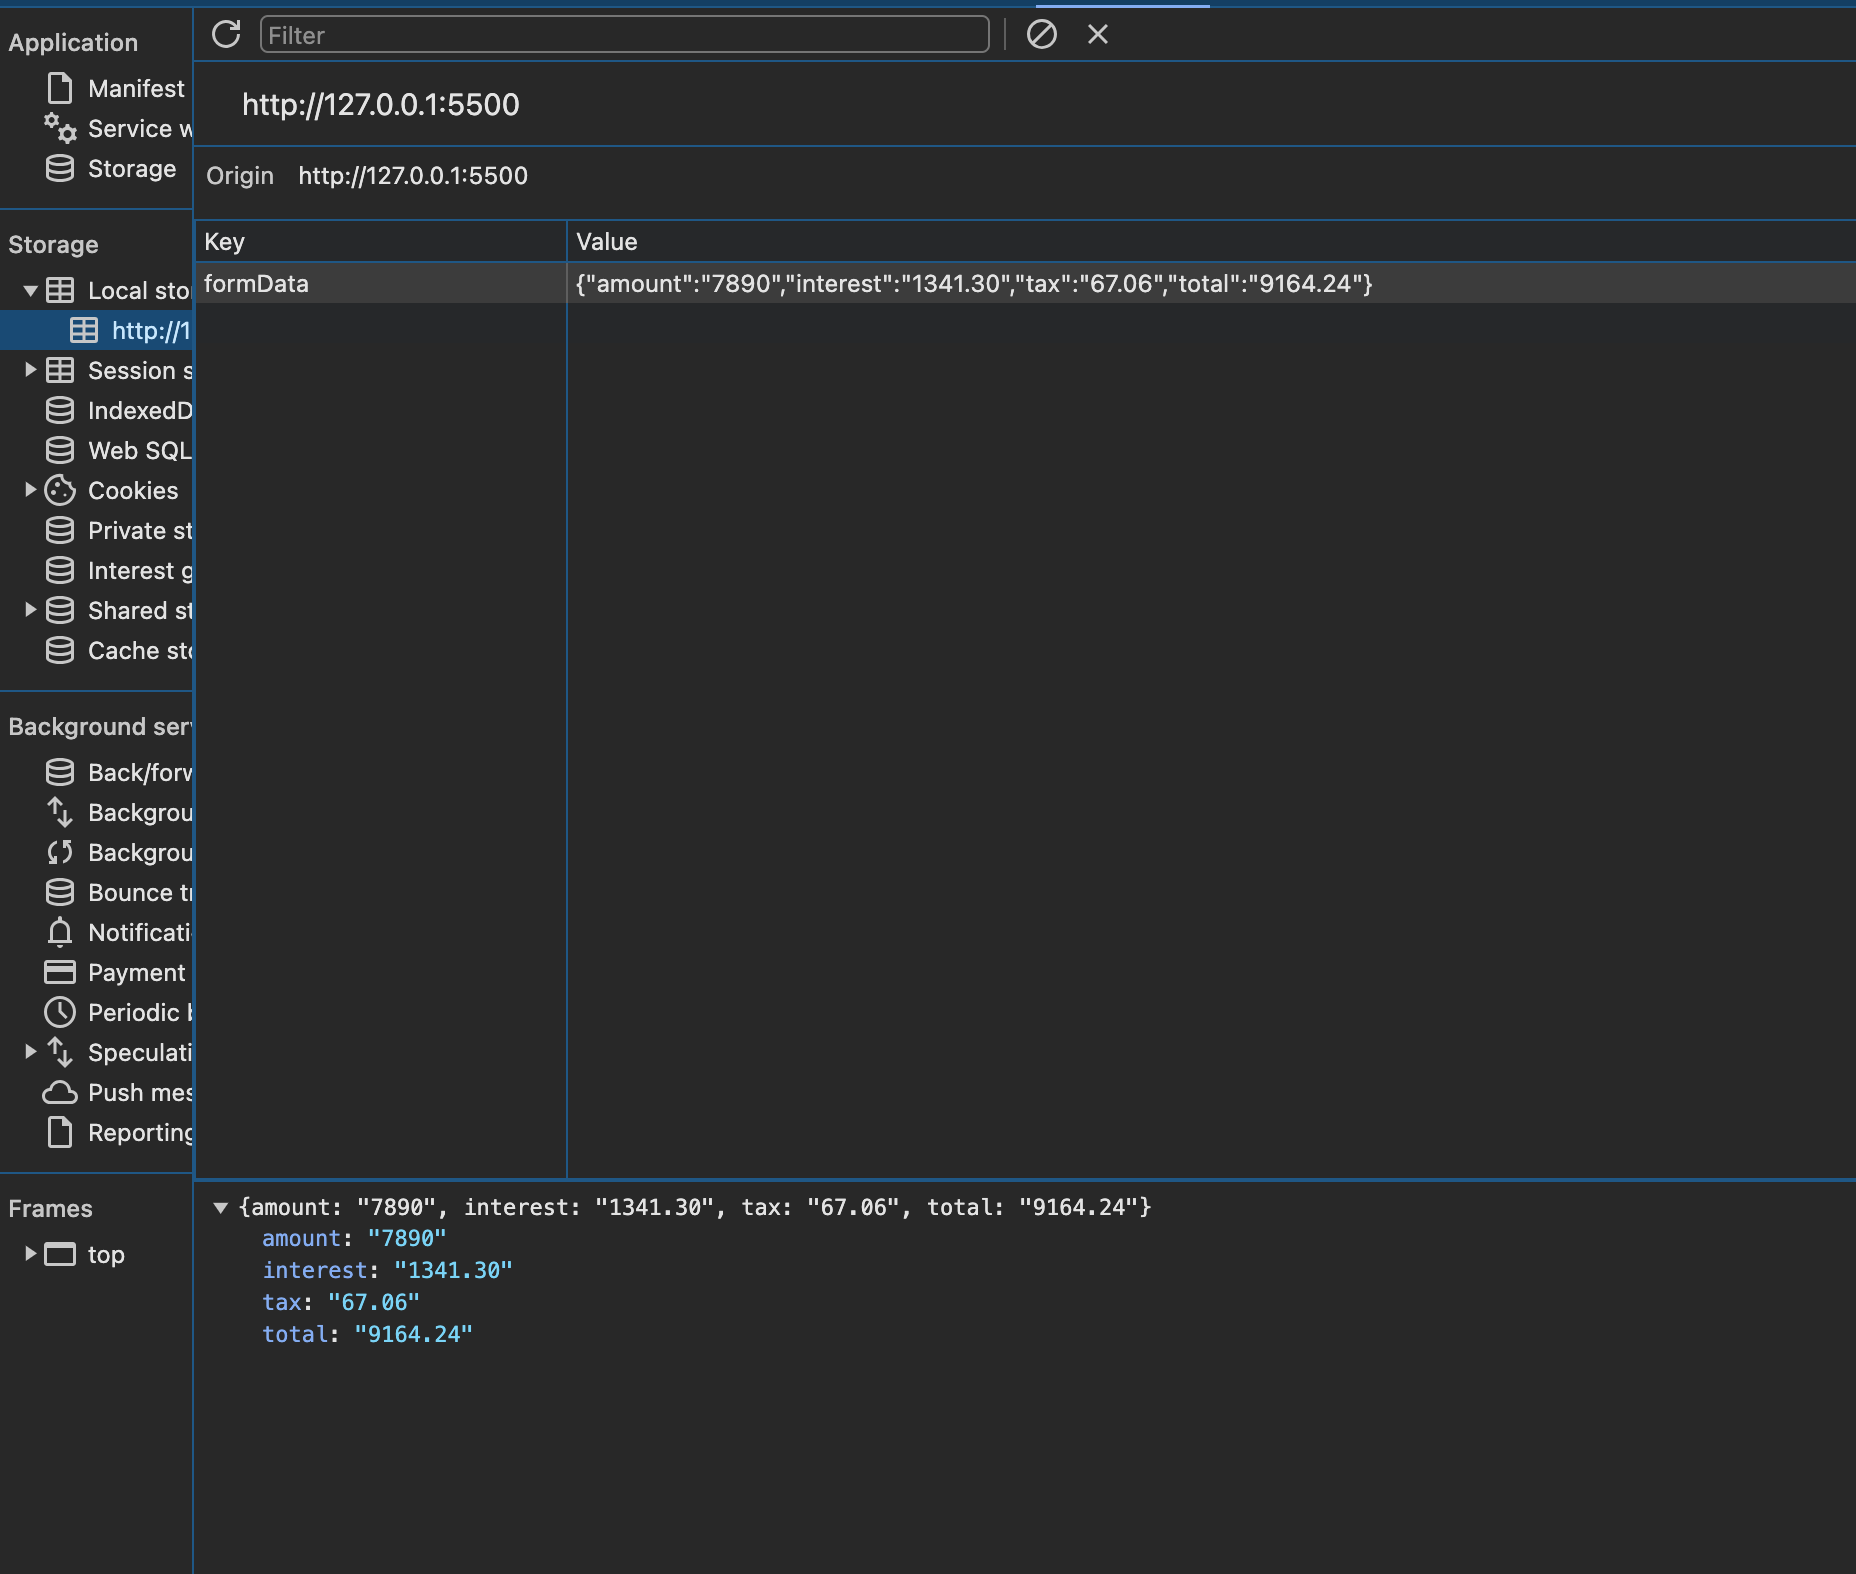 Application
Manifest
Service w
Storage
Storage
Local sto
http://1
Session s
IndexedD
Web SQL
Cookies
Private st
Interest g
Shared st
Cache sto
Background serv
Back/forw
Backgrou
Backgrou
Bounce tr
Notificati
Payment
Periodic b
Speculati
Push mes
Reporting
Frames
top
Filter
http://127.0.0.1:5500
Origin http://127.0.0.1:5500
Key Value
formData {"amount":"7890","interest":"1341.30","tax":"67.06","total":"9164.24"}
{amount: "7890", interest: "1341.30", tax: "67.06", total: "9164.24"}
amount: "7890"
interest: "1341.30"
tax: "67.06"
total: "9164.24"